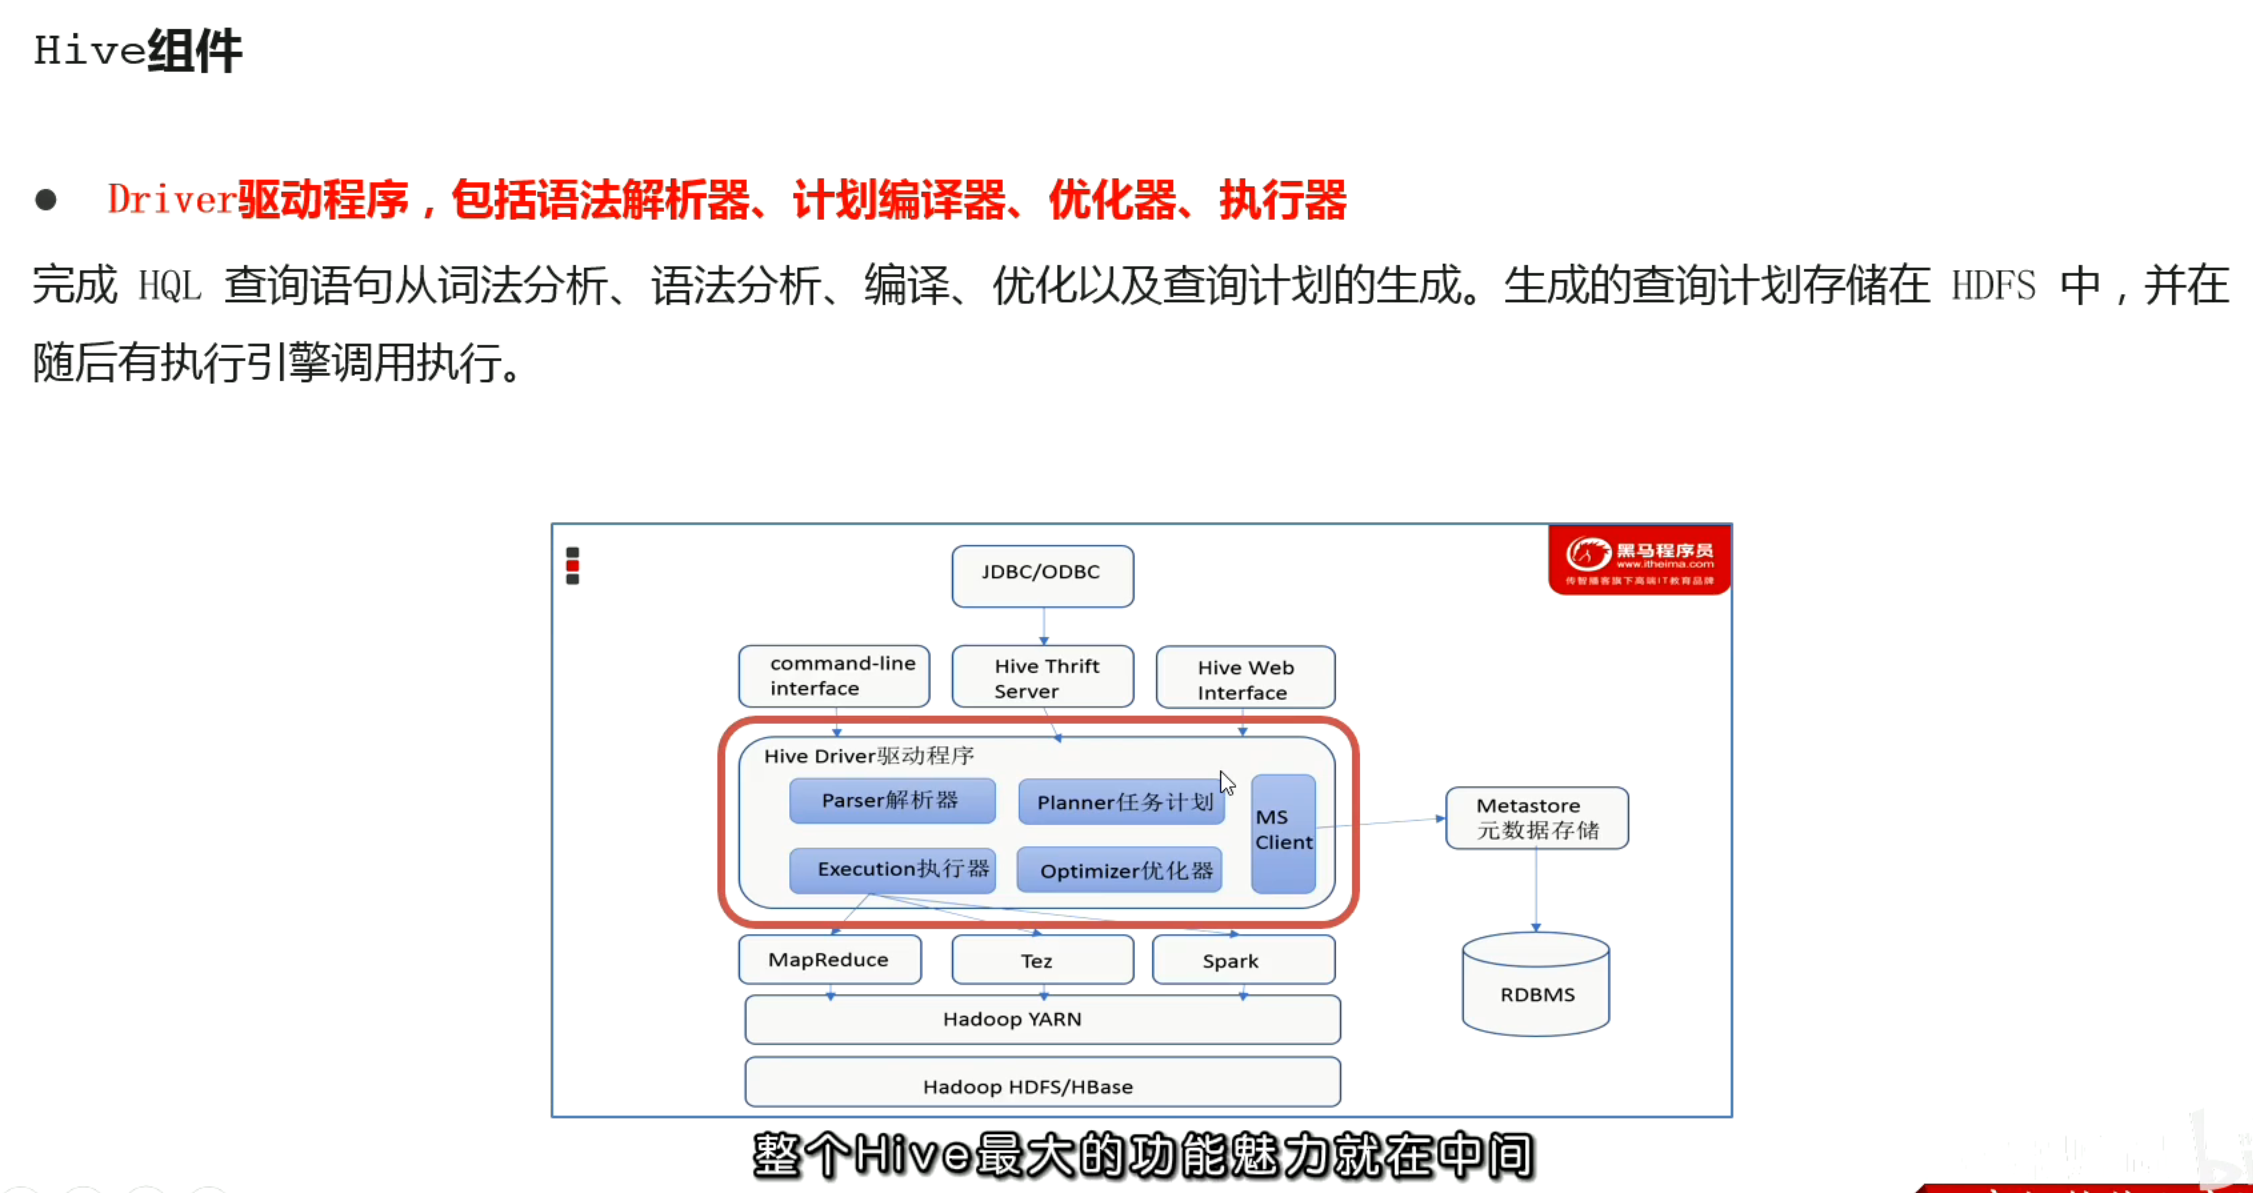 Hive组件
● Driver驱动程序，包括语法解析器、计划编译器、优化器、执行器
完成 HQL 查询语句从词法分析、语法分析、编译、优化以及查询计划的生成。生成的查询计划存储在 HDFS 中，并在
随后有执行引擎调用执行。
黑马程序员
www.itheima.com
传智播客旗下高端IT教育品牌
JDBC/ODBC
command-line
interface
Hive Thrift
Server
Hive Web
Interface
Hive Driver驱动程序
Parser解析器
Planner任务计划
MS
Client
Execution执行器
Optimizer优化器
Metastore
元数据存储
MapReduce
Tez
Spark
RDBMS
Hadoop YARN
Hadoop HDFS/HBase
整个Hive最大的功能魅力就在中间